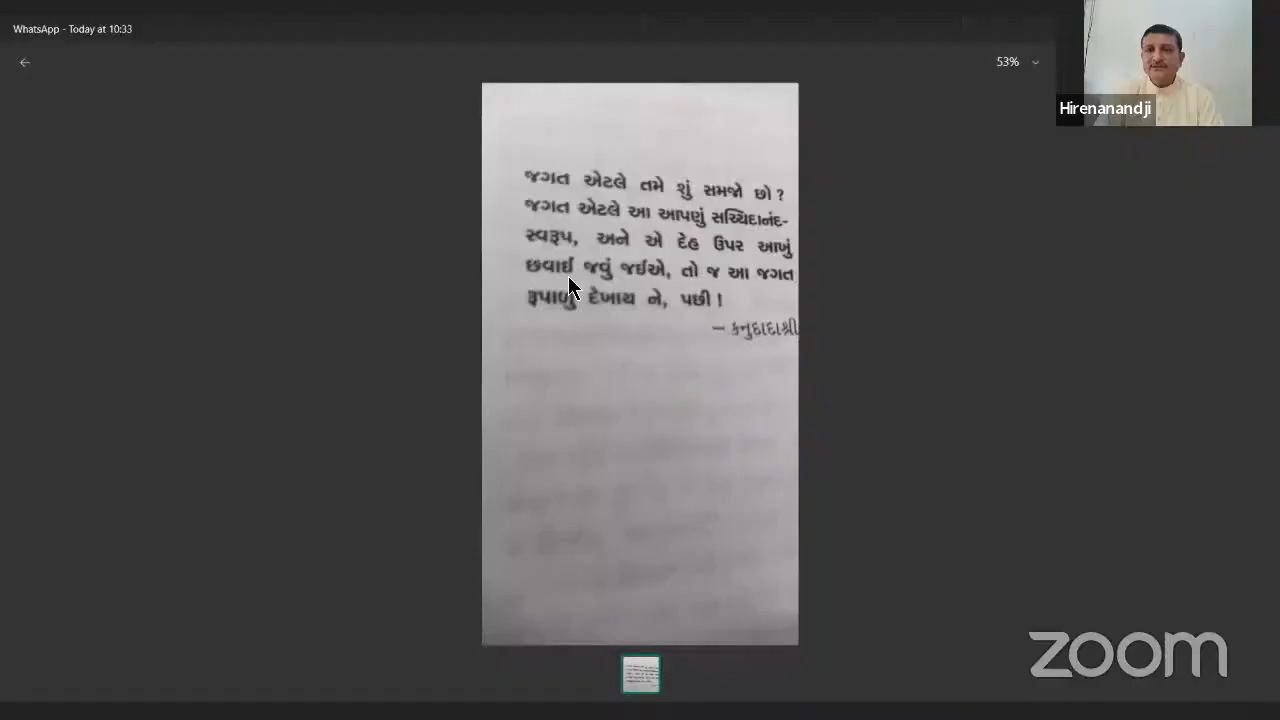 WhatsApp - Today at 10:33
53%
Hirenanandji
જગત એટલે તમે શું સમજો છો?
જગત એટલે આ આપણું સચ્ચિદાનંદ-
સ્વરૂપ, અને એ દેહ ઉપર આખું
છવાઈ જવું જઈએ, તો જ આ જગત
રૂપાળું દેખાય ને, પછી!
– કનુદાદાશ્રી
zoom